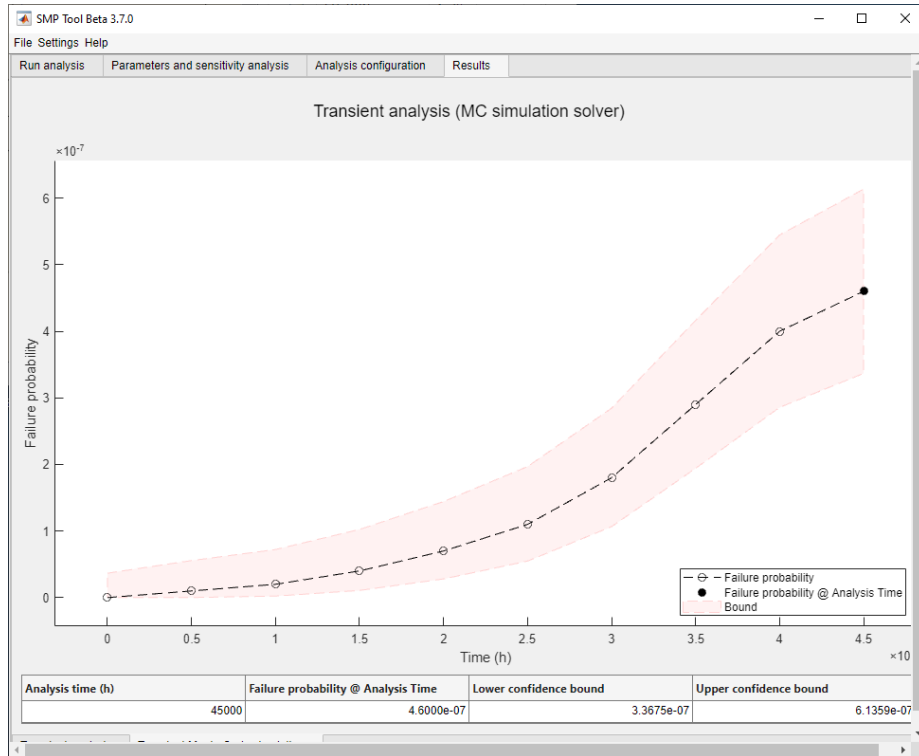 SMP Tool Beta 3.7.0
File Settings Help
Run analysis Parameters and sensitivity analysis Analysis configuration Results
Transient analysis (MC simulation solver)
×10⁻⁷
6
5
4
3
2
1
0
Failure probability
0 0.5 1 1.5 2 2.5 3 3.5 4 4.5
Time (h)
×10
Failure probability
Failure probability @ Analysis Time
Bound
Analysis time (h) Failure probability @ Analysis Time Lower confidence bound Upper confidence bound
45000 4.6000e-07 3.3675e-07 6.1359e-07